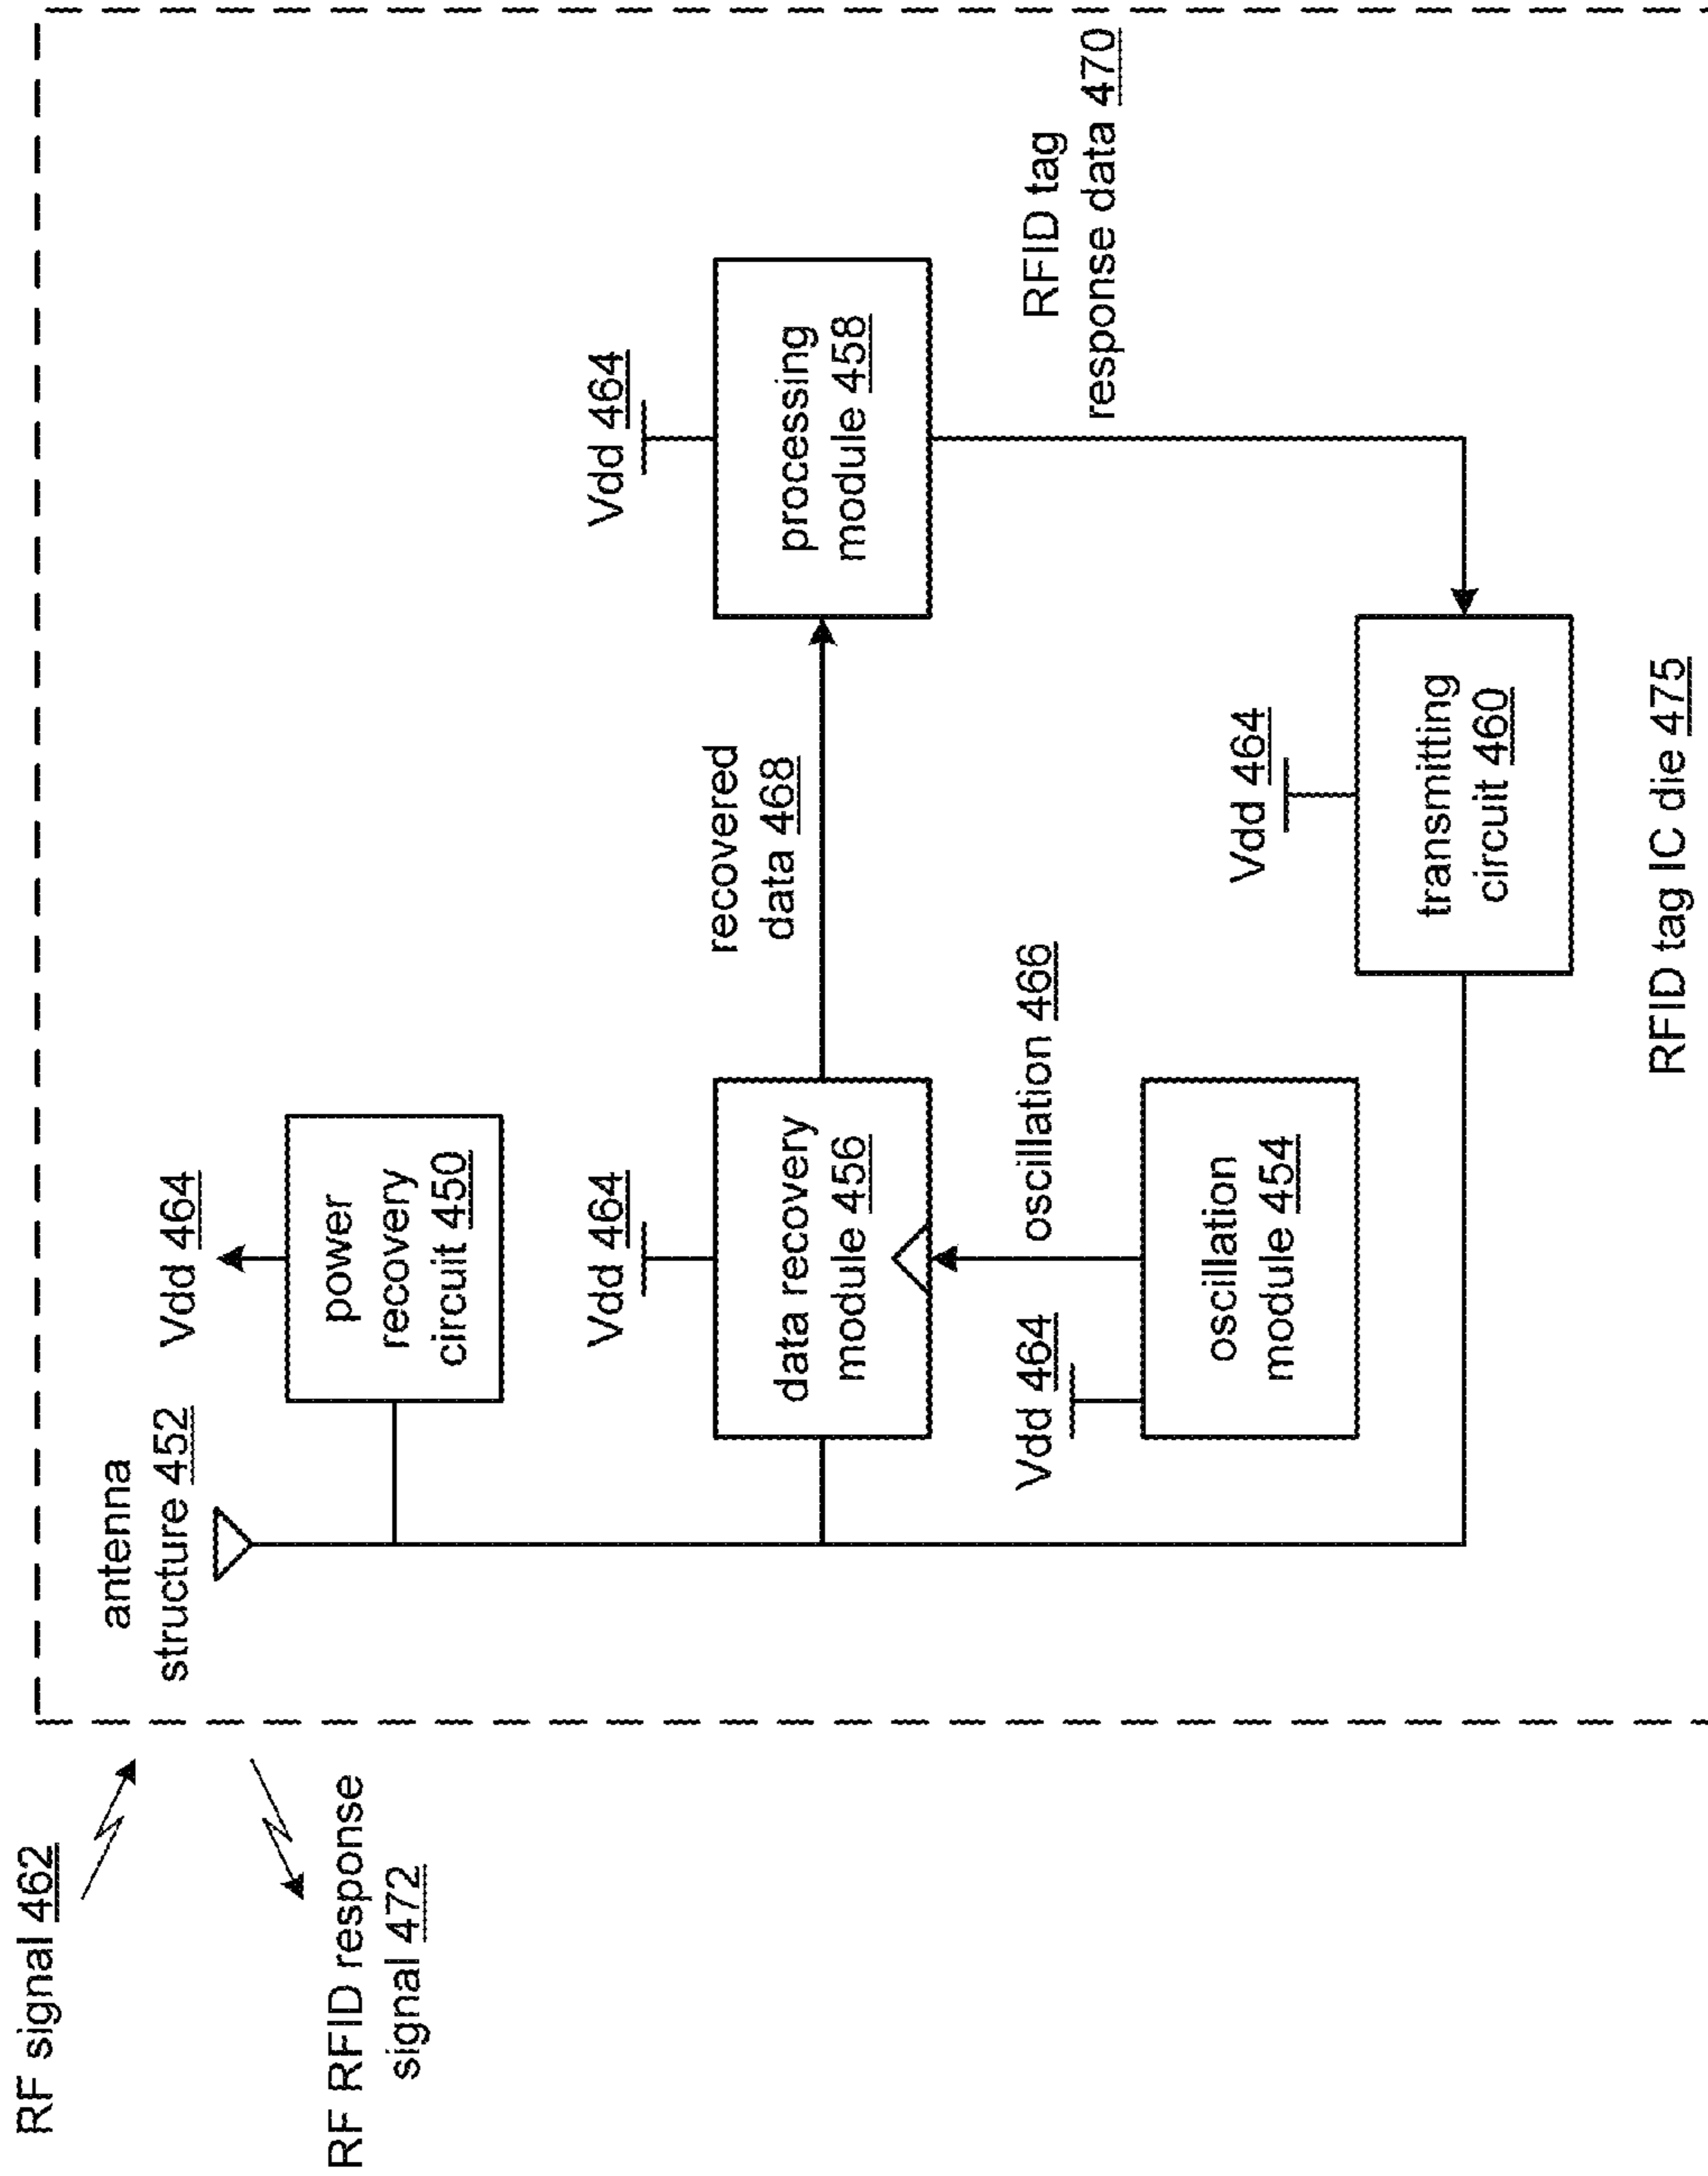 RF signal 462
RF RFID response
signal 472
antenna
structure 452
Vdd 464
power
recovery
circuit 450
Vdd 464
data recovery
module 456
recovered
data 468
Vdd 464
processing
module 458
oscillation 466
Vdd 464
oscillation
module 454
RFID tag
response data 470
Vdd 464
transmitting
circuit 460
RFID tag IC die 475